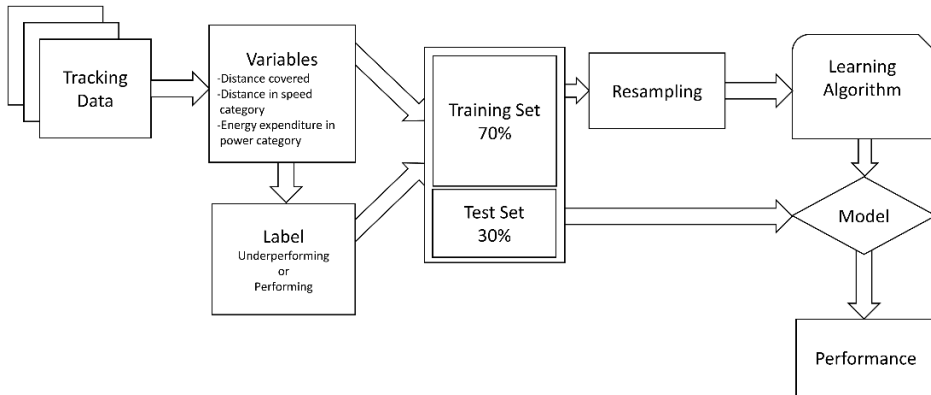 Tracking
Data
Variables
-Distance covered
-Distance in speed
category
-Energy expenditure in
power category
Label
Underperforming
or
Performing
Training Set
70%
Test Set
30%
Resampling
Learning
Algorithm
Model
Performance